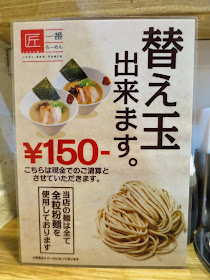 匠
一番
らーめん
替え玉
出来ます。
¥150-
こちらは現金でのご清算と
させていただきます。
当店の麺は全て
全粒粉麺を
使用しております